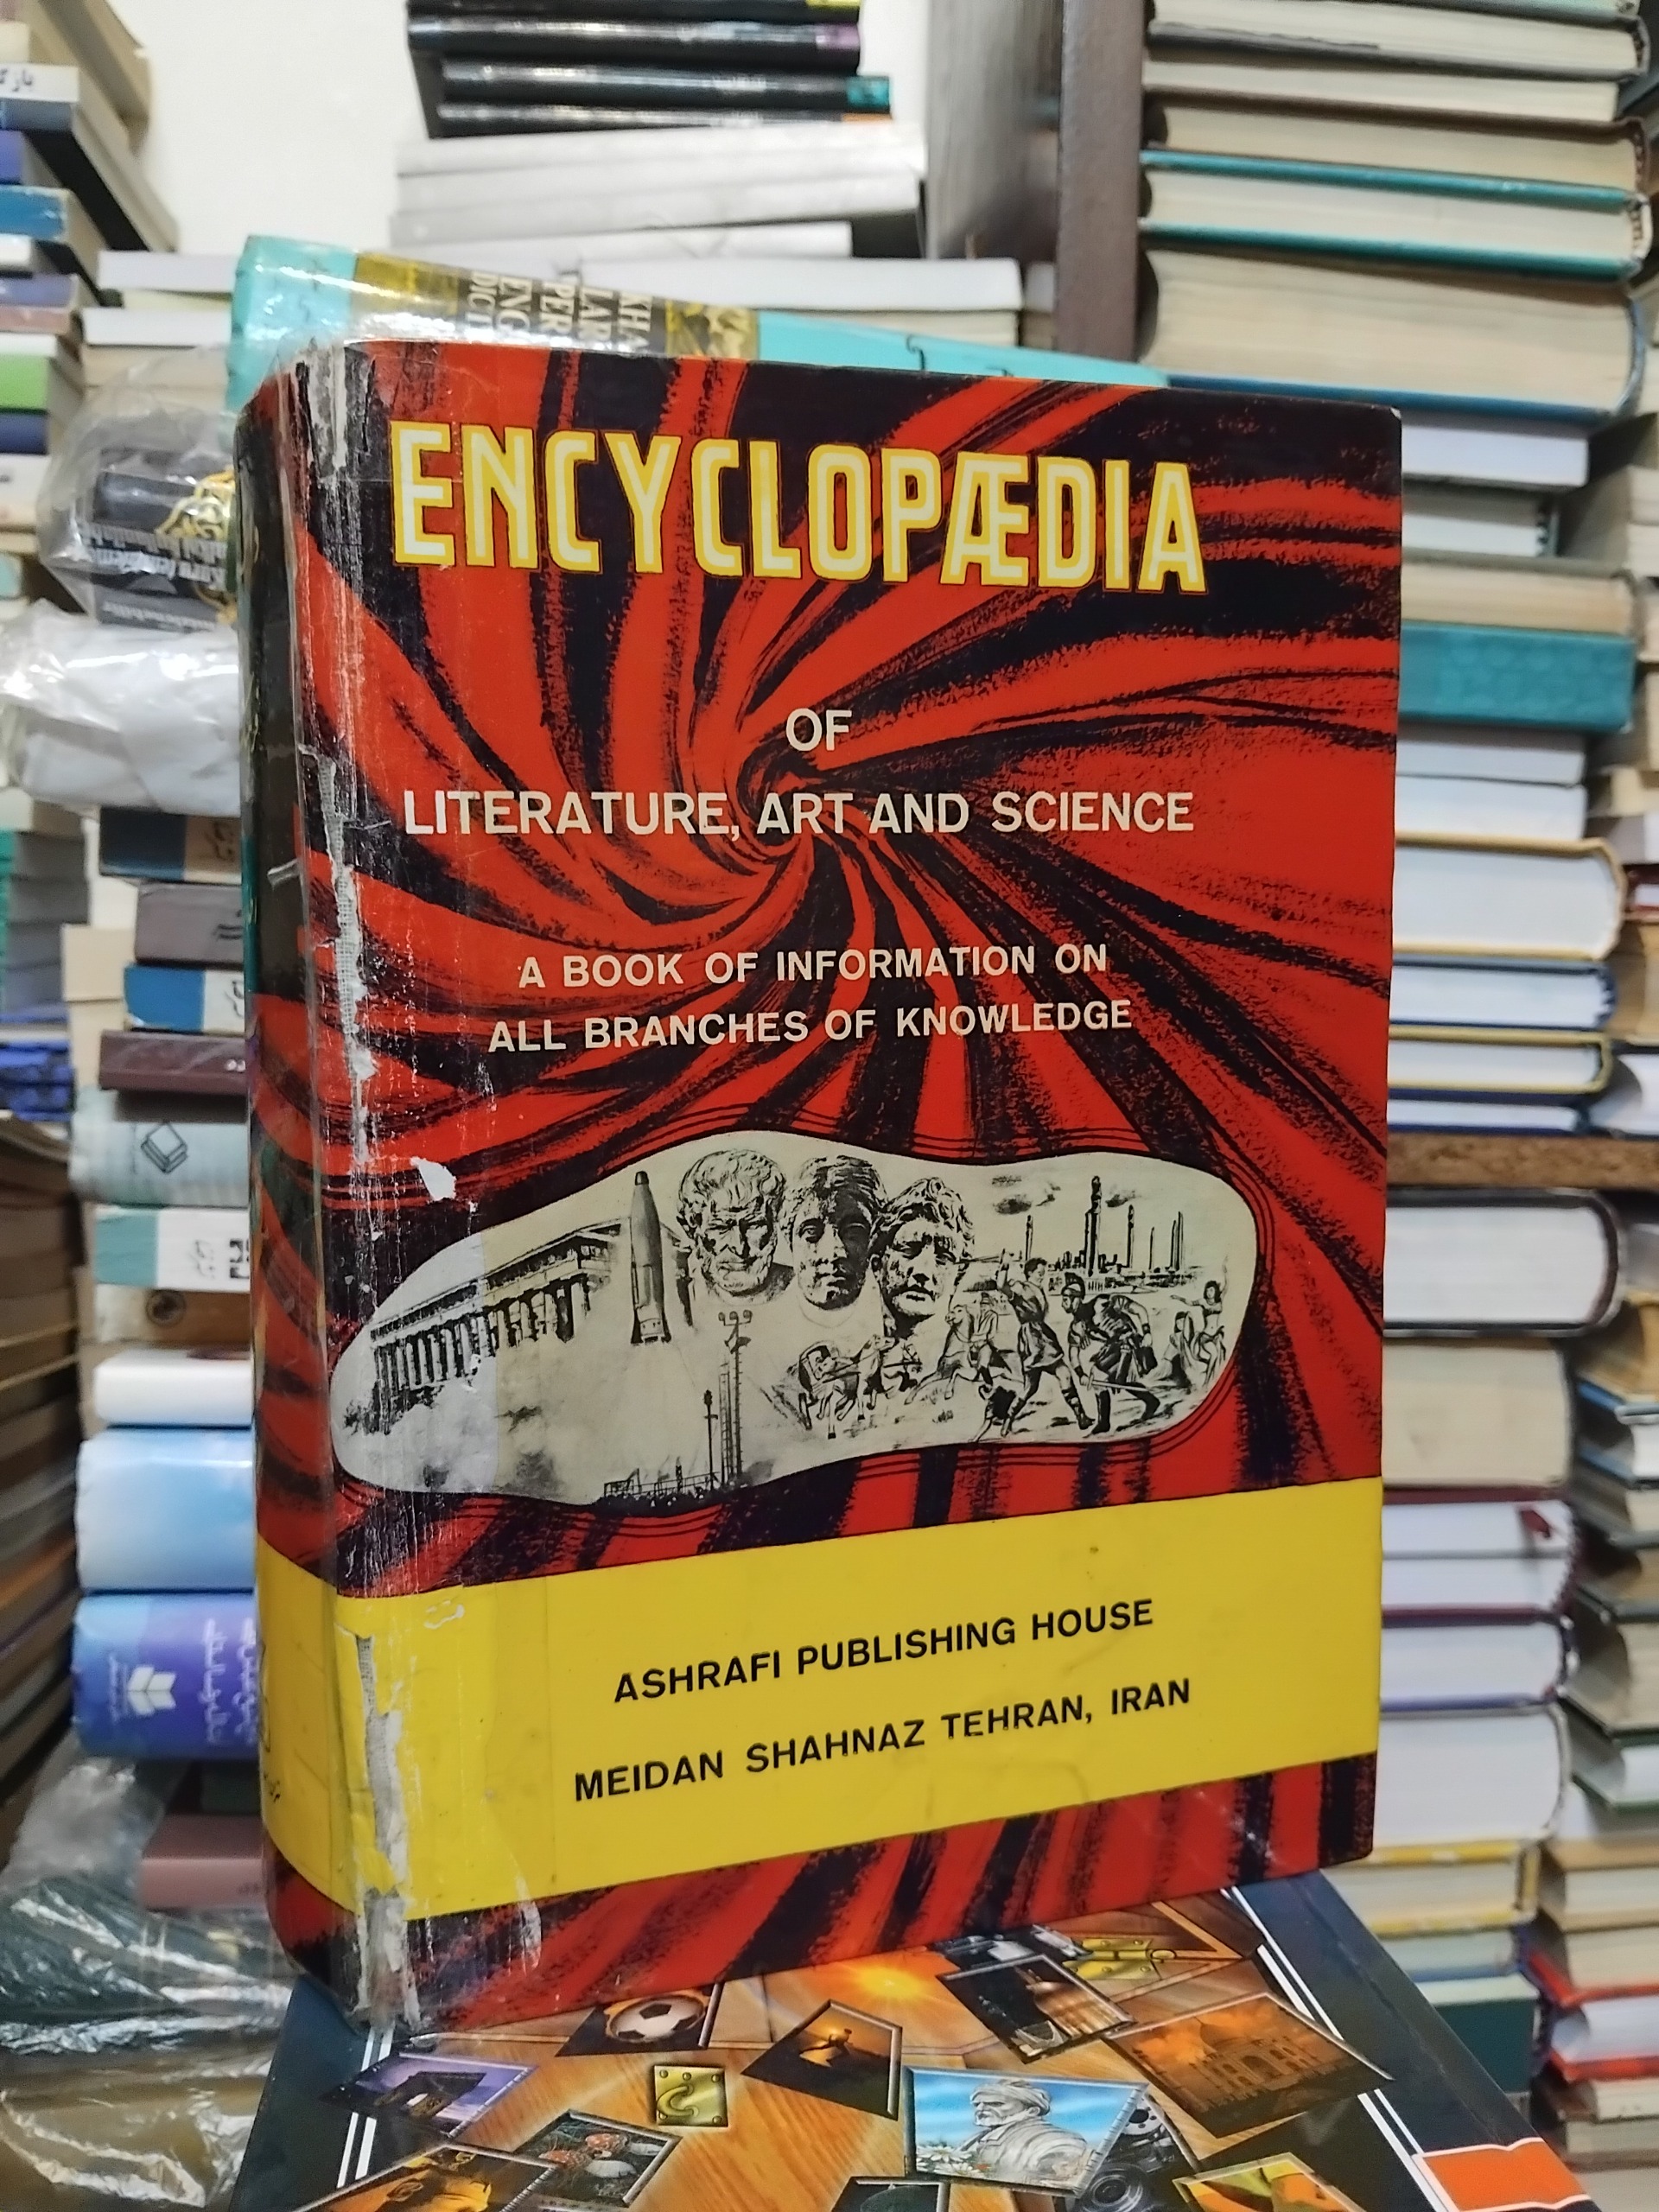 ENCYCLOPÆDIA
OF
LITERATURE, ART AND SCIENCE
A BOOK OF INFORMATION ON
ALL BRANCHES OF KNOWLEDGE
ASHRAFI PUBLISHING HOUSE
MEIDAN SHAHNAZ TEHRAN, IRAN